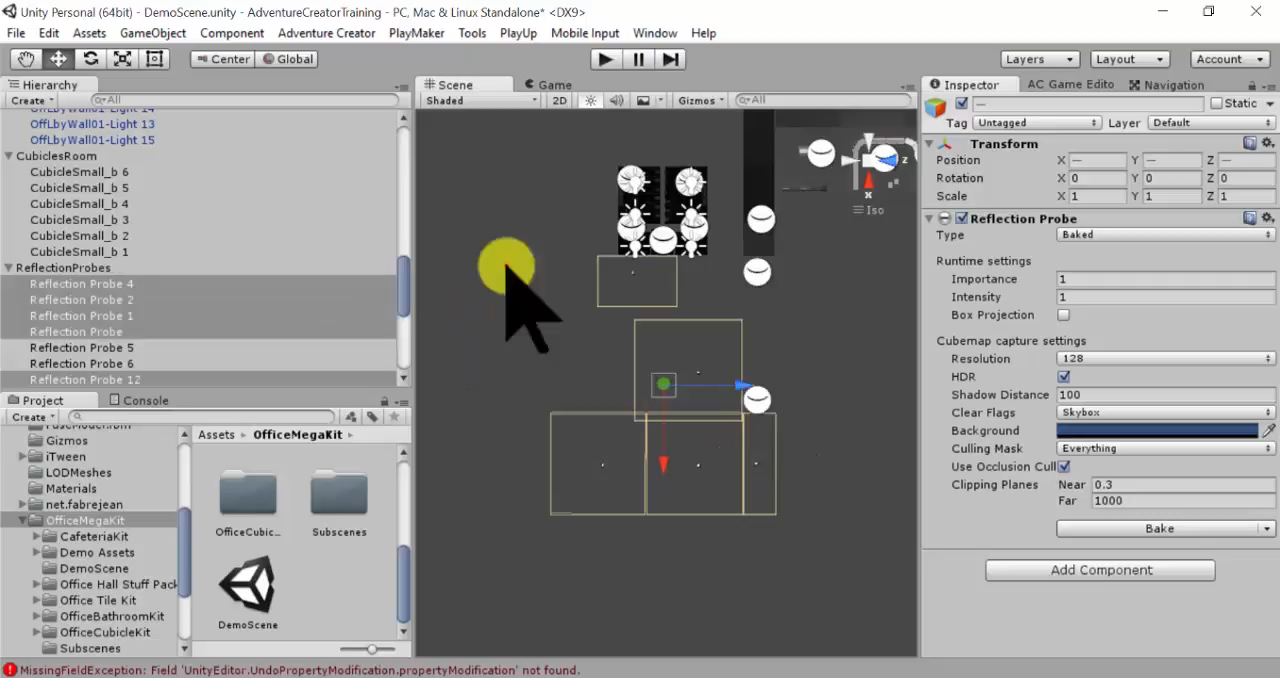 Unity Personal (64bit) - DemoScene.unity - AdventureCreatorTraining - PC, Mac & Linux Standalone* <DX9>
File Edit Assets GameObject Component Adventure Creator PlayMaker Tools PlayUp Mobile Input Window Help
Center Global Layers Layout Account
Hierarchy
Create All
OffLbyWall01-Light 14
OffLbyWall01-Light 13
OffLbyWall01-Light 15
CubiclesRoom
CubicleSmall_b 6
CubicleSmall_b 5
CubicleSmall_b 4
CubicleSmall_b 3
CubicleSmall_b 2
CubicleSmall_b 1
ReflectionProbes
Reflection Probe 4
Reflection Probe 2
Reflection Probe 1
Reflection Probe
Reflection Probe 5
Reflection Probe 6
Reflection Probe 12
Project Console
Create
Gizmos
iTween
LODMeshes
Materials
net.fabrejean
OfficeMegaKit
CafeteriaKit
Demo Assets
DemoScene
Office Hall Stuff Pack
Office Tile Kit
OfficeBathroomKit
OfficeCubicleKit
Subscenes
Assets OfficeMegaKit
OfficeCubic...
Subscenes
DemoScene
Scene Game
Shaded 2D Gizmos All
z
x
Iso
Inspector AC Game Edito Navigation
— Static
Tag Untagged Layer Default
Transform
Position X — Y — Z —
Rotation X 0 Y 0 Z 0
Scale X 1 Y 1 Z 1
Reflection Probe
Type Baked
Runtime settings
Importance 1
Intensity 1
Box Projection
Cubemap capture settings
Resolution 128
HDR
Shadow Distance 100
Clear Flags Skybox
Background
Culling Mask Everything
Use Occlusion Cull
Clipping Planes Near 0.3
Far 1000
Bake
Add Component
MissingFieldException: Field 'UnityEditor.UndoPropertyModification.propertyModification' not found.